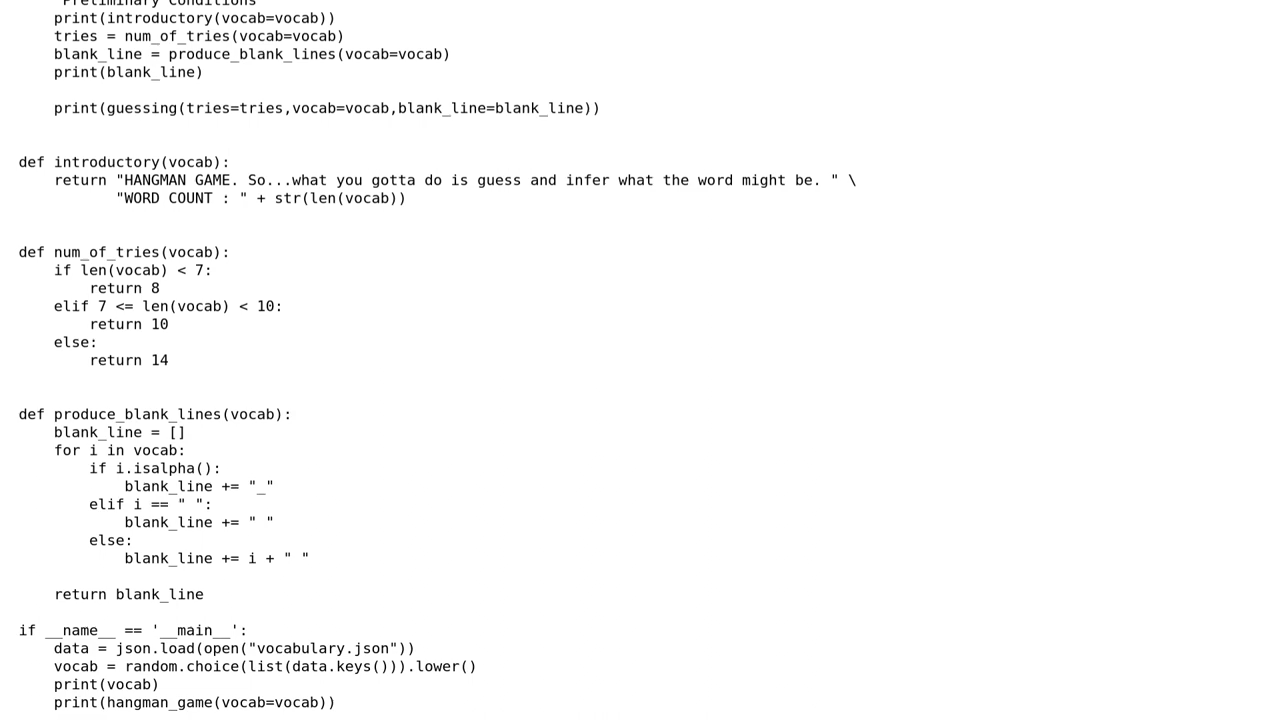 "Preliminary Conditions"
    print(introductory(vocab=vocab))
    tries = num_of_tries(vocab=vocab)
    blank_line = produce_blank_lines(vocab=vocab)
    print(blank_line)

    print(guessing(tries=tries,vocab=vocab,blank_line=blank_line))


def introductory(vocab):
    return "HANGMAN GAME. So...what you gotta do is guess and infer what the word might be. " \
           "WORD COUNT : " + str(len(vocab))


def num_of_tries(vocab):
    if len(vocab) < 7:
        return 8
    elif 7 <= len(vocab) < 10:
        return 10
    else:
        return 14


def produce_blank_lines(vocab):
    blank_line = []
    for i in vocab:
        if i.isalpha():
            blank_line += "_"
        elif i == " ":
            blank_line += " "
        else:
            blank_line += i + " "

    return blank_line

if __name__ == '__main__':
    data = json.load(open("vocabulary.json"))
    vocab = random.choice(list(data.keys())).lower()
    print(vocab)
    print(hangman_game(vocab=vocab))